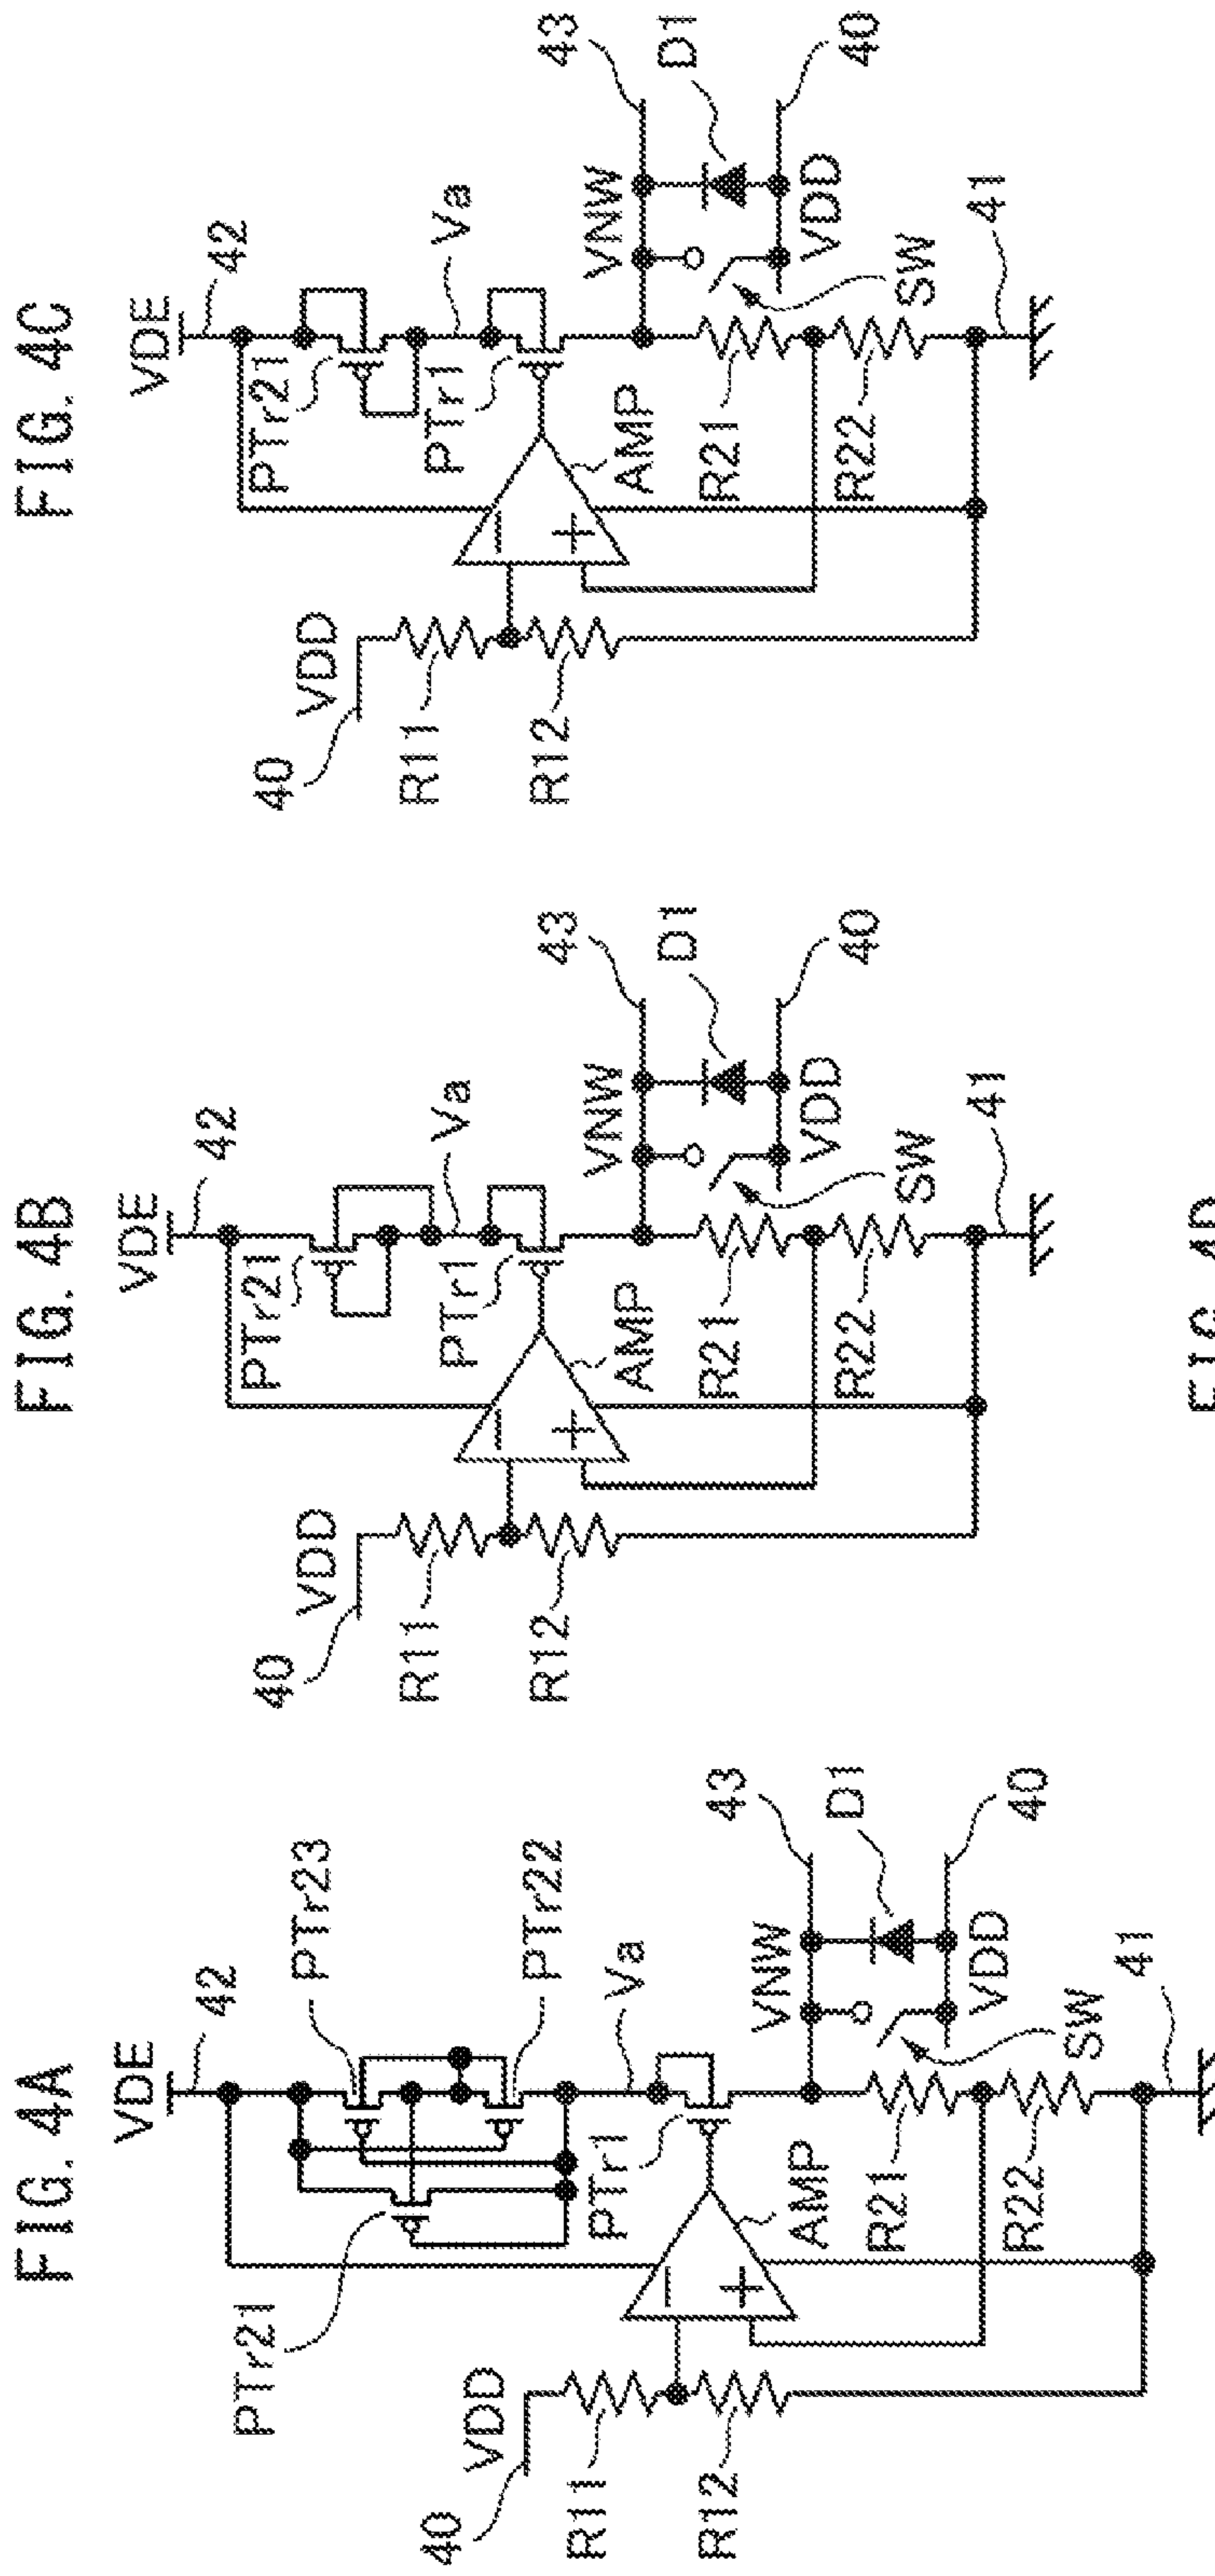 FIG. 4A
VDE
42
PTr23
PTr22
PTr21
Va
PTr1
VNW
43
D1
40
VDD
SW
AMP
VDD
40
R11
R12
R21
R22
41
FIG. 4B
VDE
42
PTr21
Va
PTr1
VNW
43
D1
40
VDD
SW
AMP
VDD
40
R11
R12
R21
R22
41
FIG. 4C
VDE
42
PTr21
Va
PTr1
VNW
43
D1
40
VDD
SW
AMP
VDD
40
R11
R12
R21
R22
41